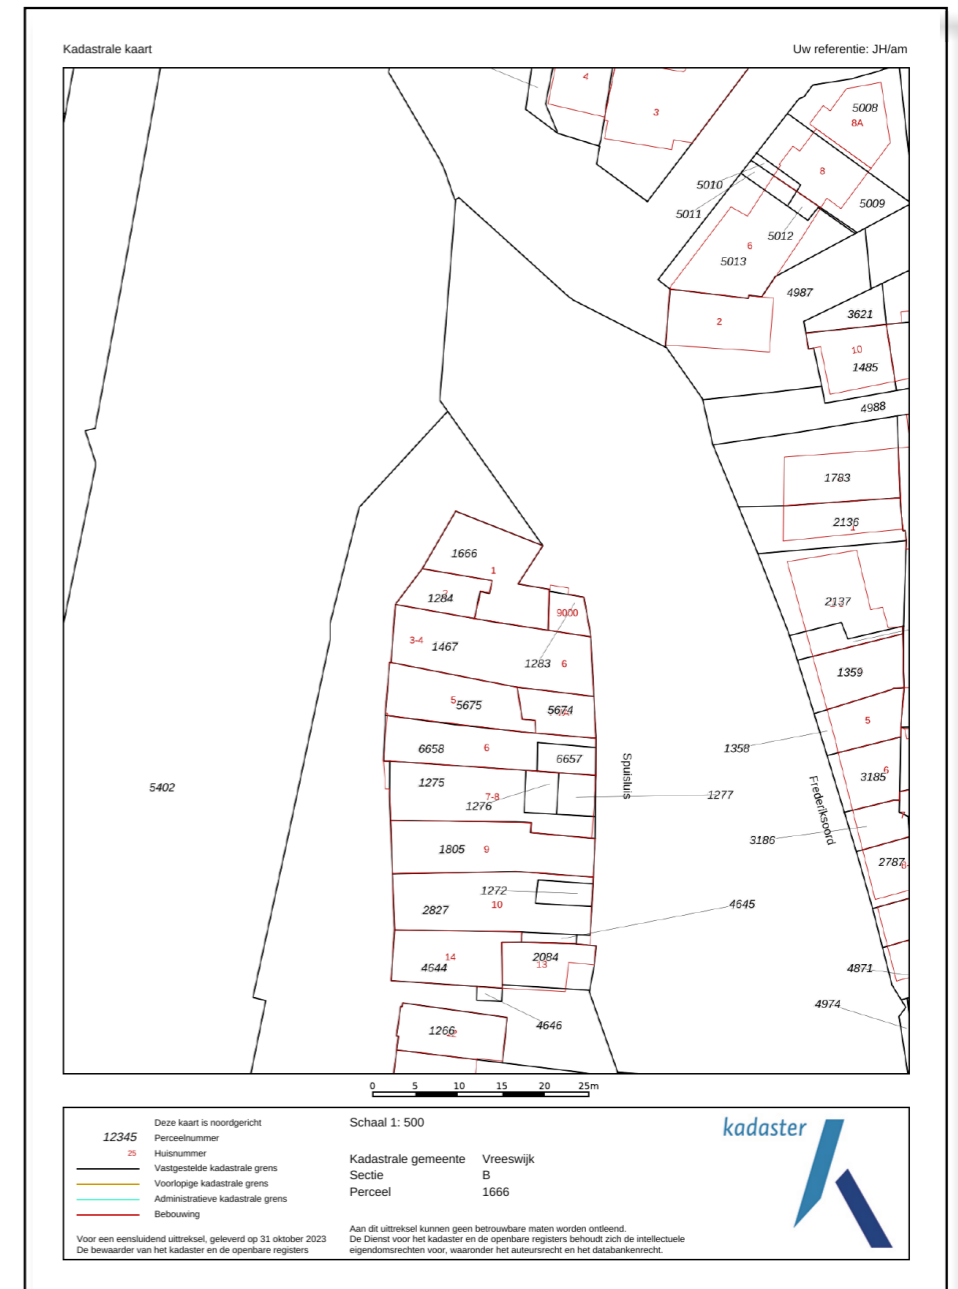 Kadastrale kaart
Uw referentie: JH/am
4
3
5008
8A
8
5010
5009
5011
5012
6
5013
4987
3621
2
10
1485
4988
1783
2136
1
1666
1
2
1284
9000
2137
3-4
1467
1283
6
1359
5
5675
5674
5
6658
6
6657
1358
Spuisluis
1275
7-8
1276
1277
5402
6
3185
Frederiksoord
7
3186
1805
9
2787
1272
10
2827
4645
14
4644
2084
13
4871
4646
4974
1266
0 5 10 15 20 25m
Deze kaart is noordgericht
12345 Perceelnummer
25 Huisnummer
Vastgestelde kadastrale grens
Voorlopige kadastrale grens
Administratieve kadastrale grens
Bebouwing
Voor een eensluidend uittreksel, geleverd op 31 oktober 2023
De bewaarder van het kadaster en de openbare registers
Schaal 1: 500
Kadastrale gemeente Vreeswijk
Sectie B
Perceel 1666
Aan dit uittreksel kunnen geen betrouwbare maten worden ontleend.
De Dienst voor het kadaster en de openbare registers behoudt zich de intellectuele
eigendomsrechten voor, waaronder het auteursrecht en het databankenrecht.
kadaster